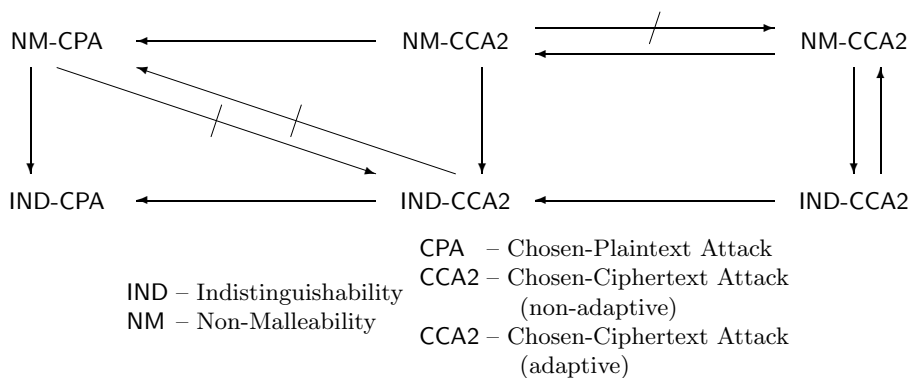 NM-CPA NM-CCA2 NM-CCA2
IND-CPA IND-CCA2 IND-CCA2
IND – Indistinguishability
NM – Non-Malleability
CPA – Chosen-Plaintext Attack
CCA2 – Chosen-Ciphertext Attack
(non-adaptive)
CCA2 – Chosen-Ciphertext Attack
(adaptive)